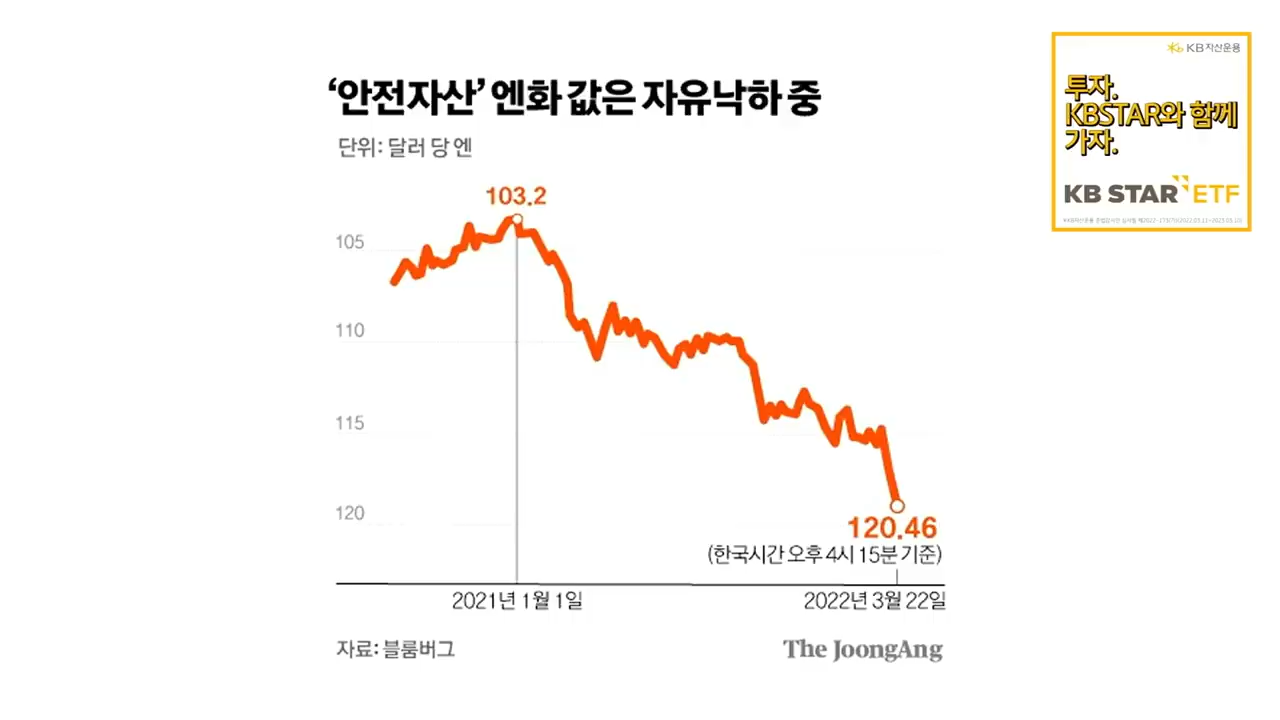 ‘안전자산’ 엔화 값은 자유낙하 중
단위: 달러 당 엔
103.2
105
110
115
120
120.46
(한국시간 오후 4시 15분 기준)
2021년 1월 1일
2022년 3월 22일
자료: 블룸버그
The JoongAng
KB자산운용
투자.
KBSTAR와 함께
가자.
KB STAR ETF